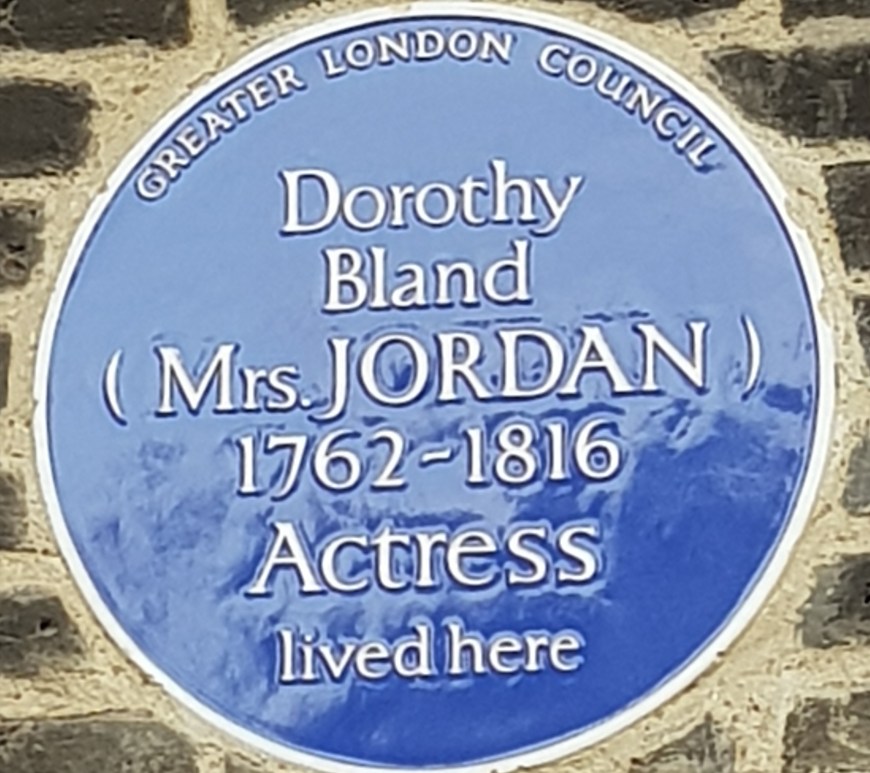 GREATER LONDON COUNCIL
Dorothy
Bland
( Mrs. JORDAN )
1762-1816
Actress
lived here